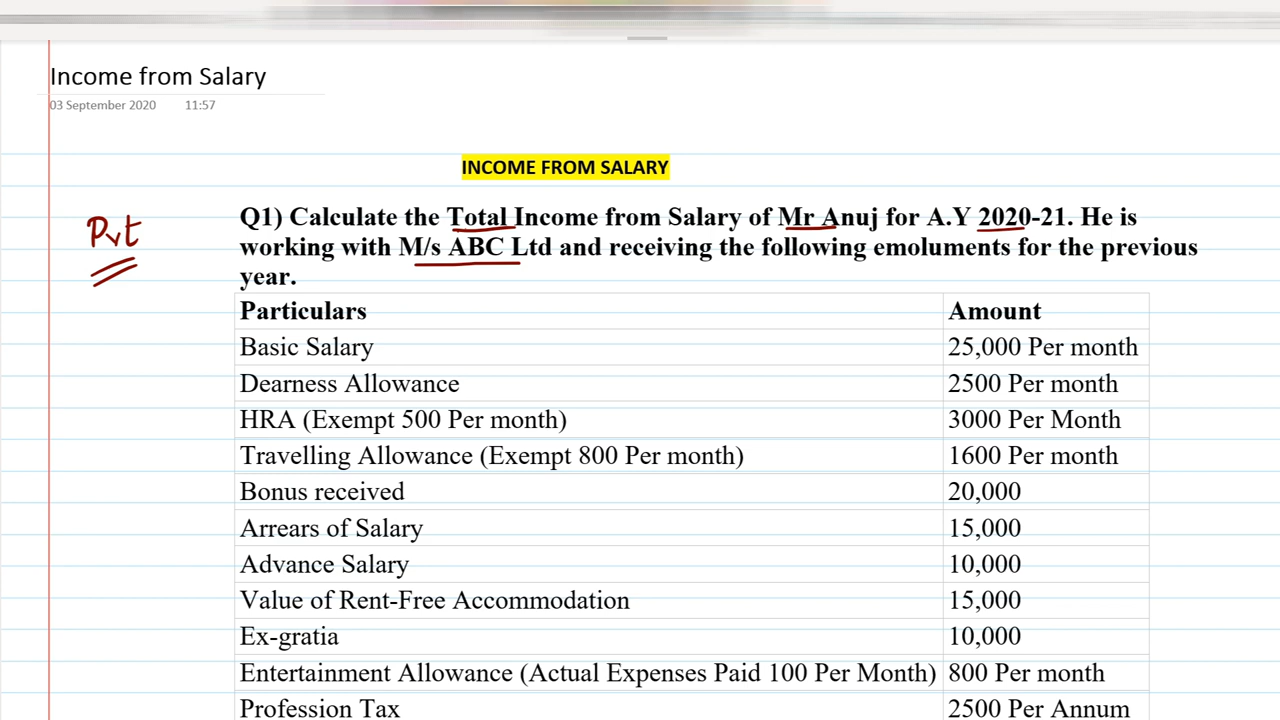 Income from Salary
03 September 2020 11:57
INCOME FROM SALARY
Pvt
Q1) Calculate the Total Income from Salary of Mr Anuj for A.Y 2020-21. He is
working with M/s ABC Ltd and receiving the following emoluments for the previous
year.
Particulars Amount
Basic Salary 25,000 Per month
Dearness Allowance 2500 Per month
HRA (Exempt 500 Per month) 3000 Per Month
Travelling Allowance (Exempt 800 Per month) 1600 Per month
Bonus received 20,000
Arrears of Salary 15,000
Advance Salary 10,000
Value of Rent-Free Accommodation 15,000
Ex-gratia 10,000
Entertainment Allowance (Actual Expenses Paid 100 Per Month) 800 Per month
Profession Tax 2500 Per Annum